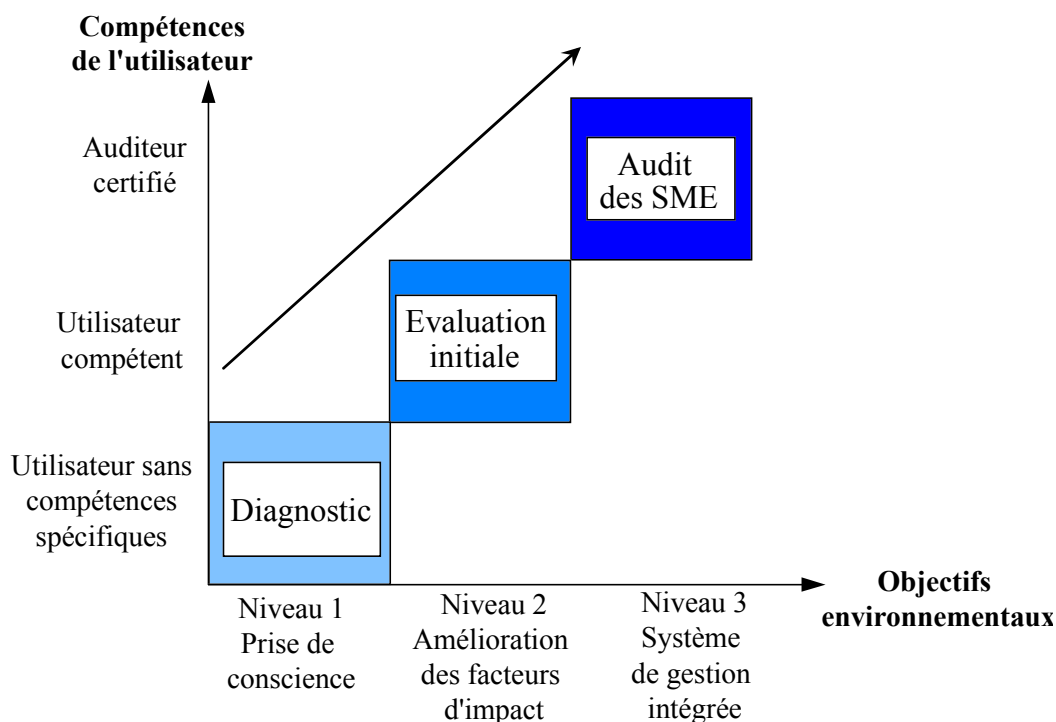 Compétences
de l'utilisateur
Auditeur
certifié
Audit
des SME
Utilisateur
compétent
Evaluation
initiale
Utilisateur sans
compétences
spécifiques
Diagnostic
Objectifs
environnementaux
Niveau 1
Prise de
conscience
Niveau 2
Amélioration
des facteurs
d'impact
Niveau 3
Système
de gestion
intégrée